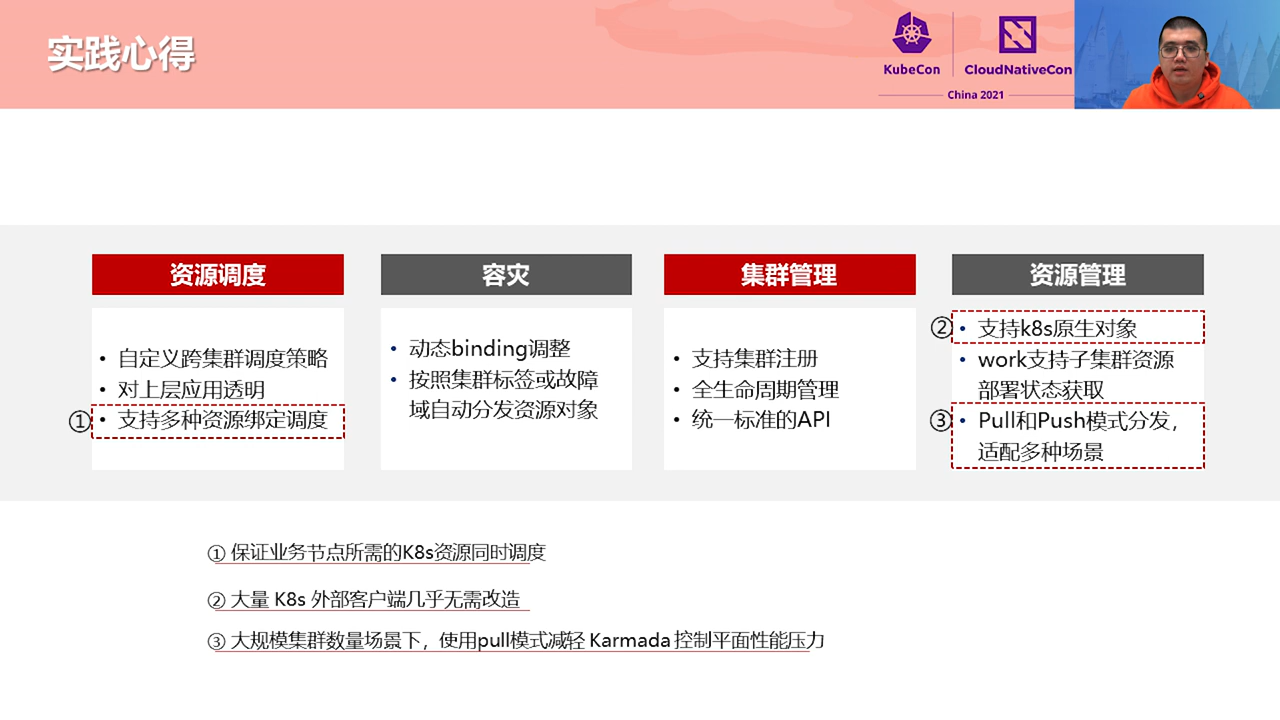 实践心得
KubeCon
CloudNativeCon
China 2021
资源调度
• 自定义跨集群调度策略
• 对上层应用透明
① • 支持多种资源绑定调度
容灾
• 动态binding调整
• 按照集群标签或故障
域自动分发资源对象
集群管理
• 支持集群注册
• 全生命周期管理
• 统一标准的API
资源管理
② • 支持k8s原生对象
• work支持子集群资源
部署状态获取
③ • Pull和Push模式分发，
适配多种场景
① 保证业务节点所需的K8s资源同时调度
② 大量 K8s 外部客户端几乎无需改造
③ 大规模集群数量场景下，使用pull模式减轻 Karmada 控制平面性能压力